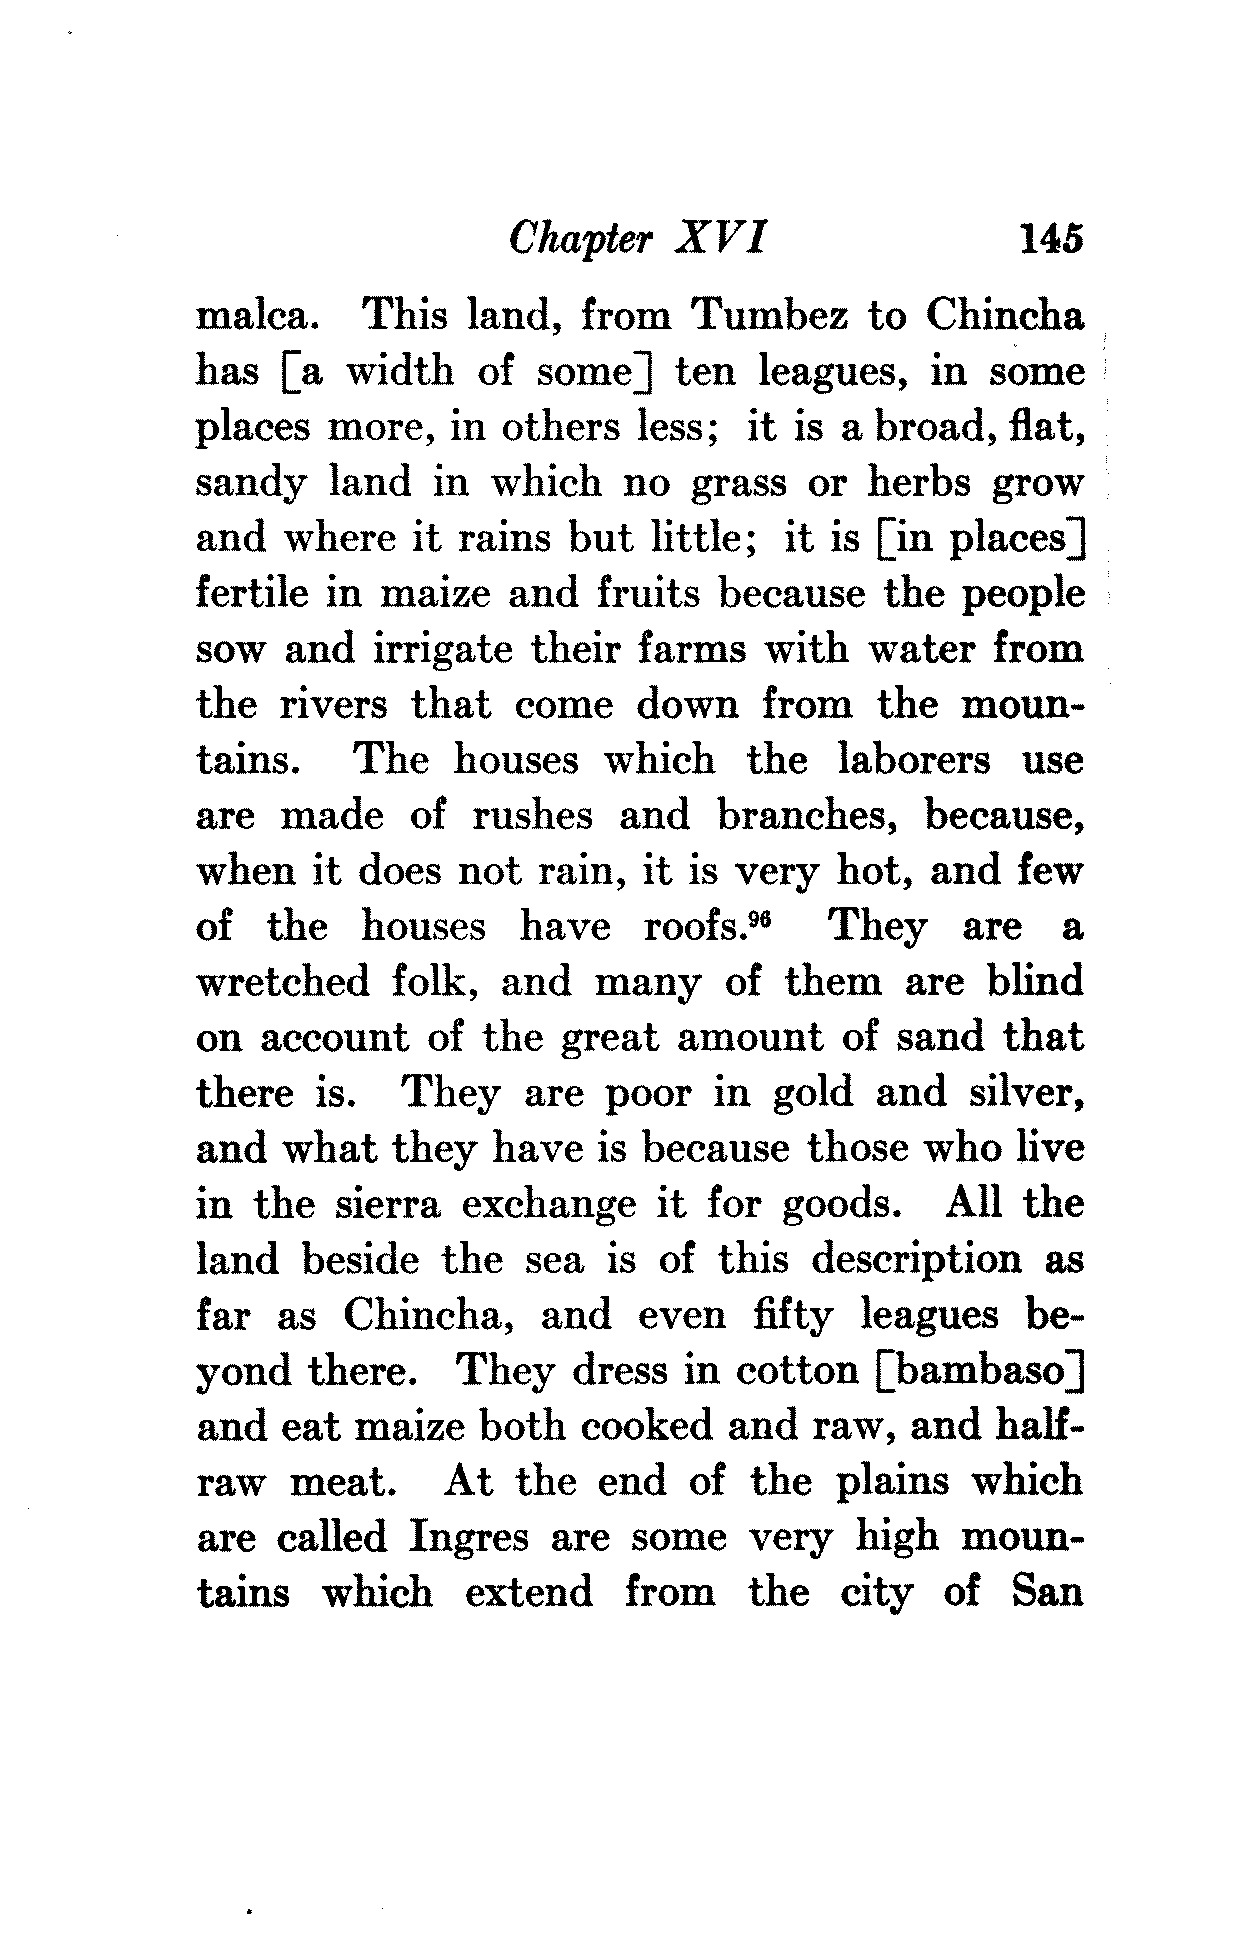 Chapter XVI 145
malca. This land, from Tumbez to Chincha
has [a width of some] ten leagues, in some
places more, in others less; it is a broad, flat,
sandy land in which no grass or herbs grow
and where it rains but little; it is [in places]
fertile in maize and fruits because the people
sow and irrigate their farms with water from
the rivers that come down from the moun-
tains. The houses which the laborers use
are made of rushes and branches, because,
when it does not rain, it is very hot, and few
of the houses have roofs.⁹⁶ They are a
wretched folk, and many of them are blind
on account of the great amount of sand that
there is. They are poor in gold and silver,
and what they have is because those who live
in the sierra exchange it for goods. All the
land beside the sea is of this description as
far as Chincha, and even fifty leagues be-
yond there. They dress in cotton [bambaso]
and eat maize both cooked and raw, and half-
raw meat. At the end of the plains which
are called Ingres are some very high moun-
tains which extend from the city of San